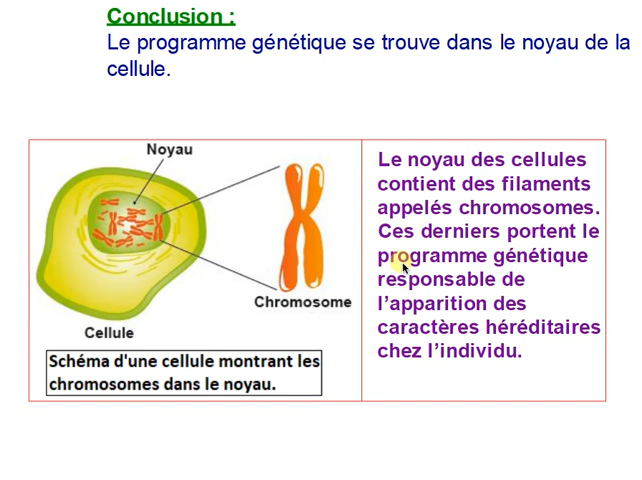 Conclusion :
Le programme génétique se trouve dans le noyau de la
cellule.
Noyau
Chromosome
Cellule
Schéma d'une cellule montrant les
chromosomes dans le noyau.
Le noyau des cellules
contient des filaments
appelés chromosomes.
Ces derniers portent le
programme génétique
responsable de
l’apparition des
caractères héréditaires
chez l’individu.